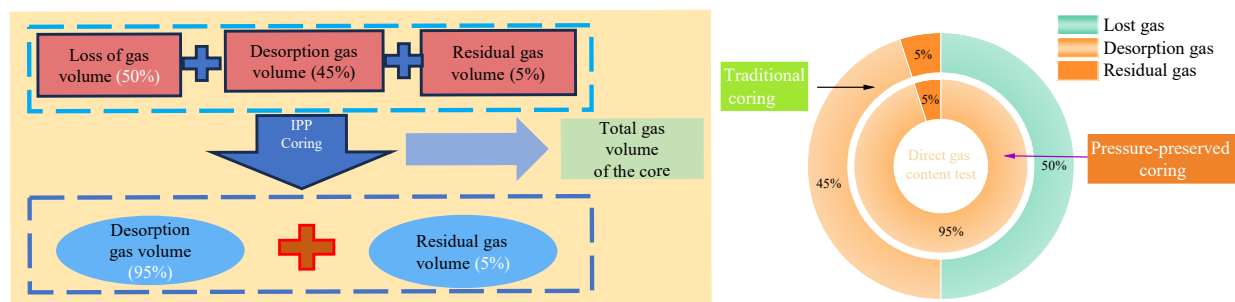 Loss of gas
volume (50%)
Desorption gas
volume (45%)
Residual gas
volume (5%)
IPP
Coring
Total gas
volume
of the core
Desorption
gas volume
(95%)
Residual gas
volume (5%)
Lost gas
Desorption gas
Residual gas
Traditional
coring
5%
5%
Direct gas
content test
Pressure-preserved
coring
50%
45%
95%